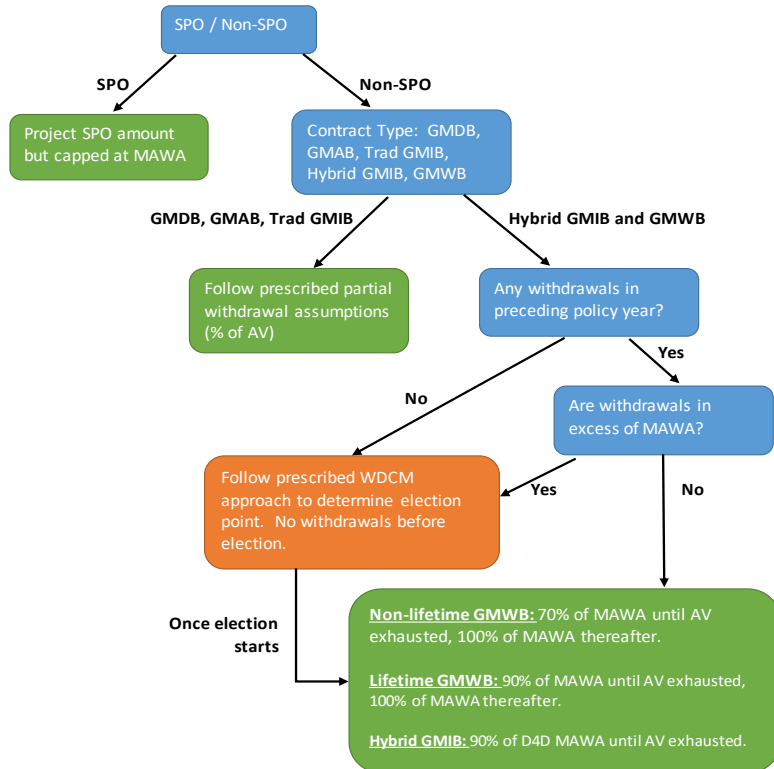 SPO / Non-SPO
SPO
Non-SPO
Project SPO amount
but capped at MAWA
Contract Type:  GMDB,
GMAB, Trad GMIB,
Hybrid GMIB, GMWB
GMDB, GMAB, Trad GMIB
Hybrid GMIB and GMWB
Follow prescribed partial
withdrawal assumptions
(% of AV)
Any withdrawals in
preceding policy year?
No
Yes
Are withdrawals in
excess of MAWA?
Follow prescribed WDCM
approach to determine election
point.  No withdrawals before
election.
Yes
No
Once election
starts
Non-lifetime GMWB: 70% of MAWA until AV
exhausted, 100% of MAWA thereafter.
Lifetime GMWB: 90% of MAWA until AV exhausted,
100% of MAWA thereafter.
Hybrid GMIB: 90% of D4D MAWA until AV exhausted.